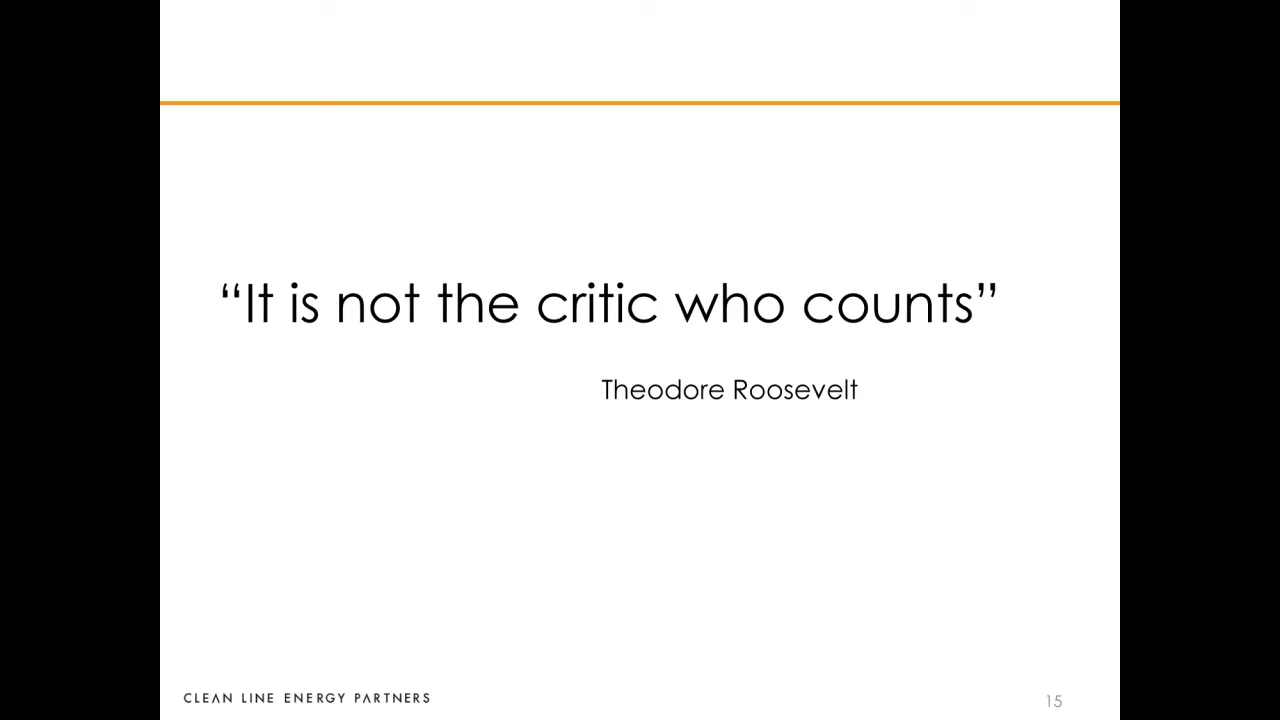 “It is not the critic who counts”
Theodore Roosevelt
CLEAN LINE ENERGY PARTNERS
15